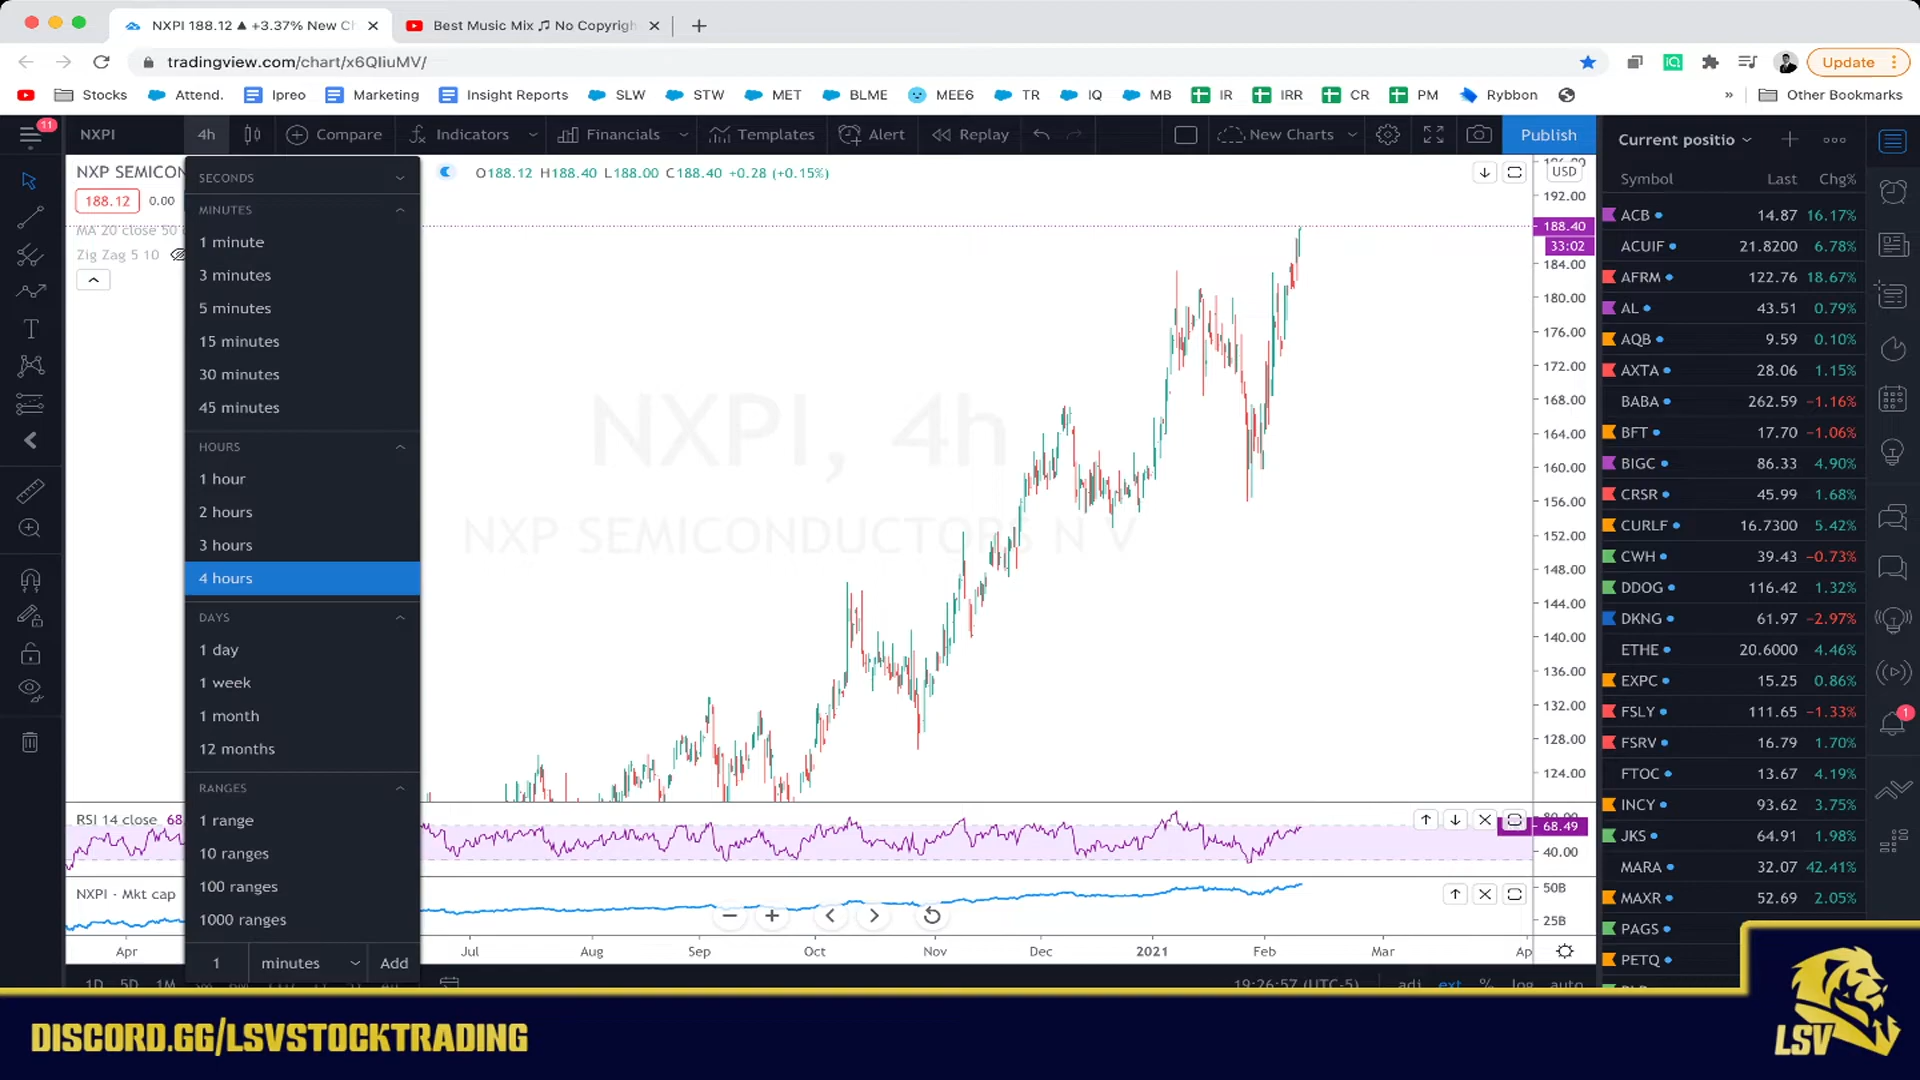 NXPI 188.12 ▲ +3.37% New Ch
Best Music Mix ♫ No Copyrigh
tradingview.com/chart/x6QIiuMV/
Update
Stocks
Attend.
Ipreo
Marketing
Insight Reports
SLW
STW
MET
BLME
MEE6
TR
IQ
MB
IR
IRR
CR
PM
Rybbon
»
Other Bookmarks
11
NXPI
4h
Compare
Indicators
Financials
Templates
Alert
Replay
New Charts
Publish
Current positio
NXP SEMICON
188.12 0.00
MA 20 close 50
Zig Zag 5 10
O188.12 H188.40 L188.00 C188.40 +0.28 (+0.15%)
SECONDS
MINUTES
1 minute
3 minutes
5 minutes
15 minutes
30 minutes
45 minutes
HOURS
1 hour
2 hours
3 hours
4 hours
DAYS
1 day
1 week
1 month
12 months
RANGES
1 range
10 ranges
100 ranges
1000 ranges
1 minutes Add
NXPI, 4h
NXP SEMICONDUCTORS N V
USD
192.00
188.40
33:02
184.00
180.00
176.00
172.00
168.00
164.00
160.00
156.00
152.00
148.00
144.00
140.00
136.00
132.00
128.00
124.00
RSI 14 close 68
68.49
40.00
NXPI - Mkt cap
50B
25B
Apr Jul Aug Sep Oct Nov Dec 2021 Feb Mar Ap
1D 5D 1M
19:26:57 (UTC-5) adj ext % log auto
Symbol Last Chg%
ACB 14.87 16.17%
ACUIF 21.8200 6.78%
AFRM 122.76 18.67%
AL 43.51 0.79%
AQB 9.59 0.10%
AXTA 28.06 1.15%
BABA 262.59 −1.16%
BFT 17.70 −1.06%
BIGC 86.33 4.90%
CRSR 45.99 1.68%
CURLF 16.7300 5.42%
CWH 39.43 −0.73%
DDOG 116.42 1.32%
DKNG 61.97 −2.97%
ETHE 20.6000 4.46%
EXPC 15.25 0.86%
FSLY 111.65 −1.33%
FSRV 16.79 1.70%
FTOC 13.67 4.19%
INCY 93.62 3.75%
JKS 64.91 1.98%
MARA 32.07 42.41%
MAXR 52.69 2.05%
PAGS
PETQ
1
DISCORD.GG/LSVSTOCKTRADING
LSV